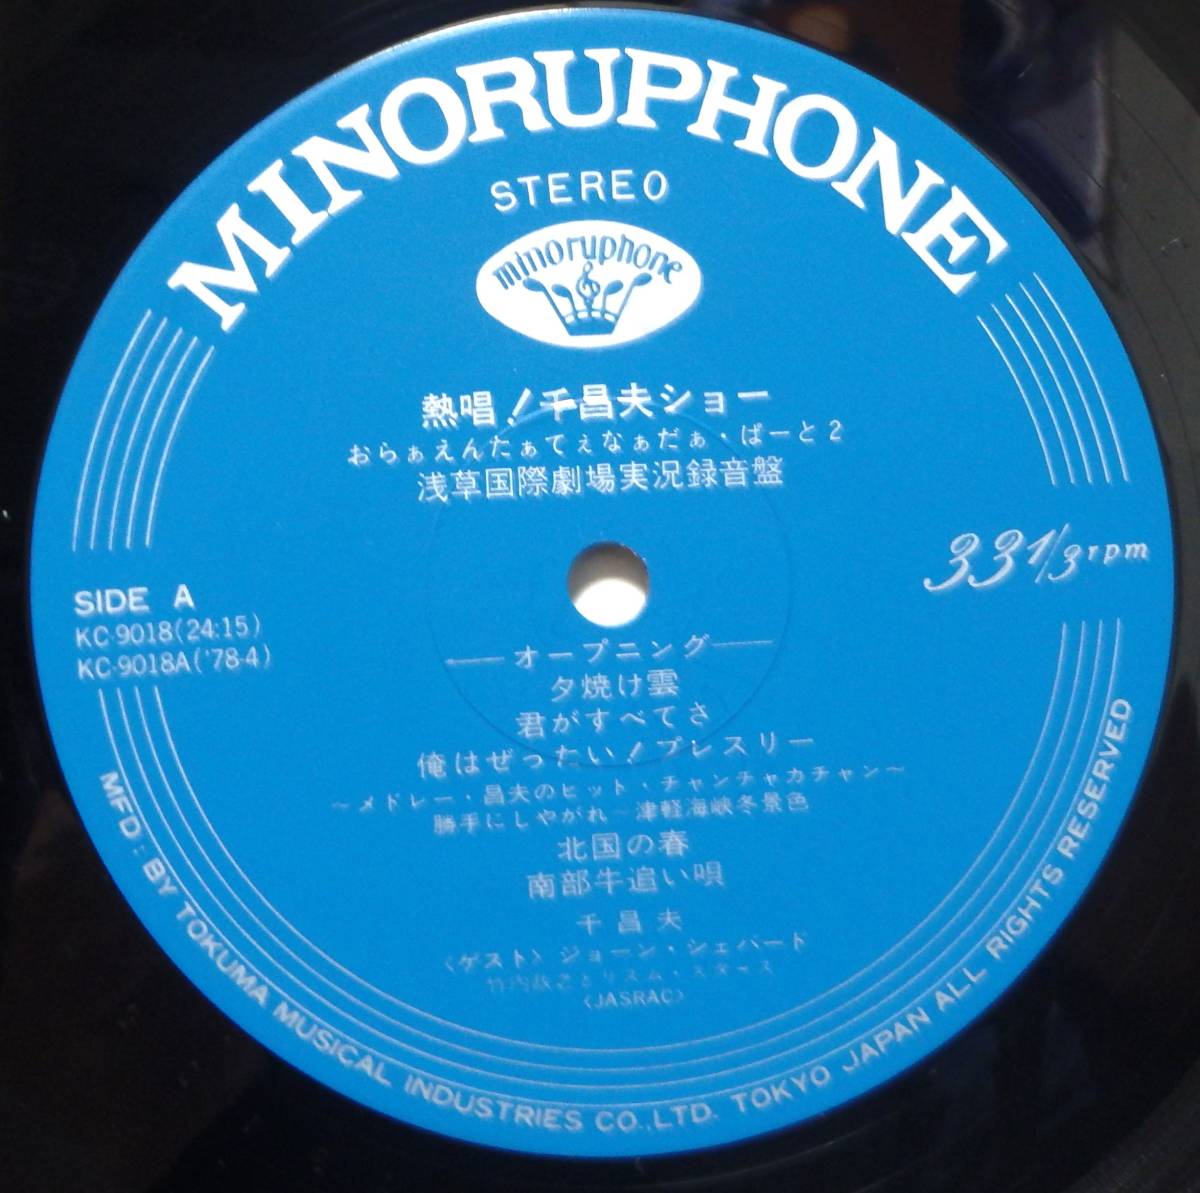 MINORUPHONE
STEREO
minoruphone
熱唱!千昌夫ショー
おらぁえんたぁてぇなぁだぁ・ぱーと2
浅草国際劇場実況録音盤
33 1/3 rpm
SIDE A
KC-9018(24:15)
KC-9018A('78・4)
オープニング
夕焼け雲
君がすべてさ
俺はぜったい!プレスリー
~メドレー・昌夫のヒット・チャンチャカチャン~
勝手にしやがれ~津軽海峡冬景色
北国の春
南部牛追い唄
千昌夫
〈ゲスト〉ジョーン・シェパード
竹内政之とリズム・スターズ
〈JASRAC〉
MFD: BY TOKUMA MUSICAL INDUSTRIES CO.,LTD. TOKYO JAPAN ALL RIGHTS RESERVED